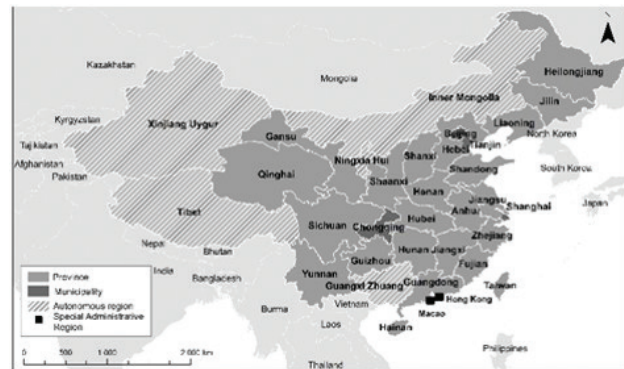 Kazakhstan
Mongolia
Heilongjiang
Jilin
Kyrgyzstan
Xinjiang Uygur
Inner Mongolia
Liaoning
Gansu
Beijing
Tianjin
Hebei
North Korea
Tajikistan
Afghanistan
Pakistan
Ningxia Hui
Shanxi
Shandong
South Korea
Qinghai
Shaanxi
Henan
Jiangsu
Japan
Tibet
Anhui
Shanghai
Sichuan
Chongqing
Hubei
Zhejiang
Nepal
Bhutan
Hunan
Jiangxi
Guizhou
Fujian
India
Bangladesh
Yunnan
Guangxi Zhuang
Guangdong
Taiwan
Burma
Vietnam
Hong Kong
Macao
Laos
Hainan
Thailand
Philippines
Province
Municipality
Autonomous region
Special Administrative
Region
0 500 1 000 2 000 km